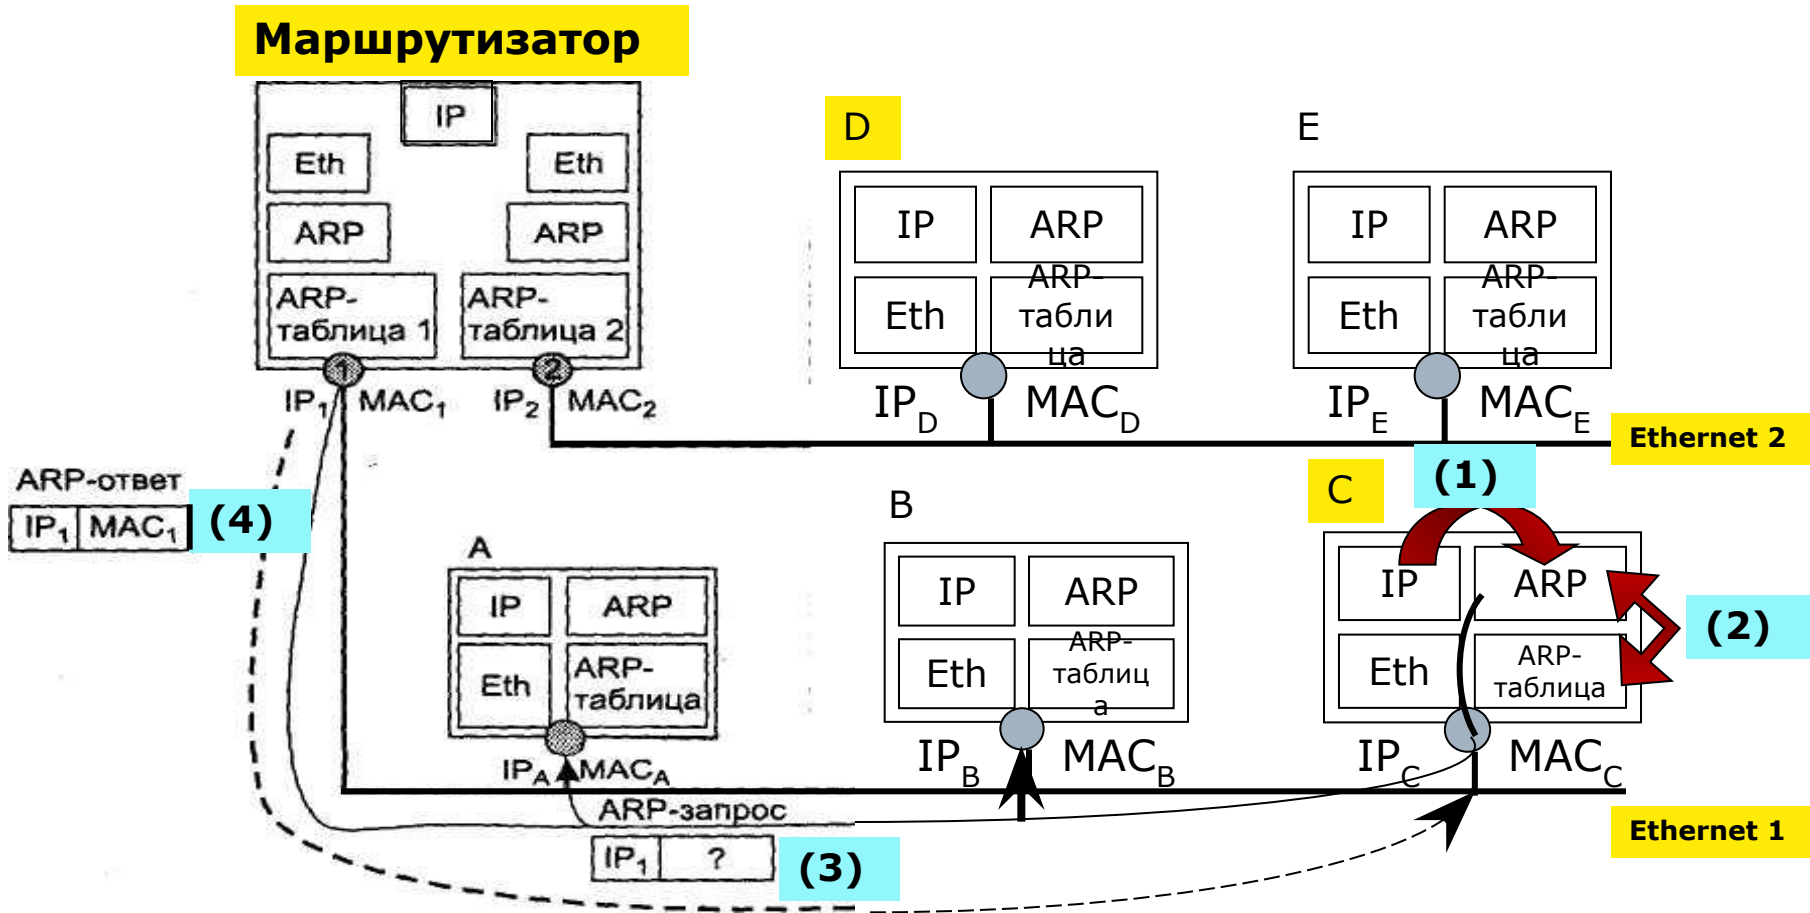 Маршрутизатор
IP
Eth
Eth
ARP
ARP
ARP-
таблица 1
ARP-
таблица 2
1
2
IP1
MAC1
IP2
MAC2
D
IP
ARP
Eth
ARP-
табли
ца
IPD
MACD
E
IP
ARP
Eth
ARP-
табли
ца
IPE
MACE
Ethernet 2
ARP-ответ
IP1
MAC1
(4)
A
IP
ARP
Eth
ARP-
таблица
IPA
MACA
ARP-запрос
IP1
?
(3)
B
IP
ARP
Eth
ARP-
таблиц
а
IPB
MACB
C
(1)
IP
ARP
Eth
ARP-
таблица
(2)
IPC
MACC
Ethernet 1